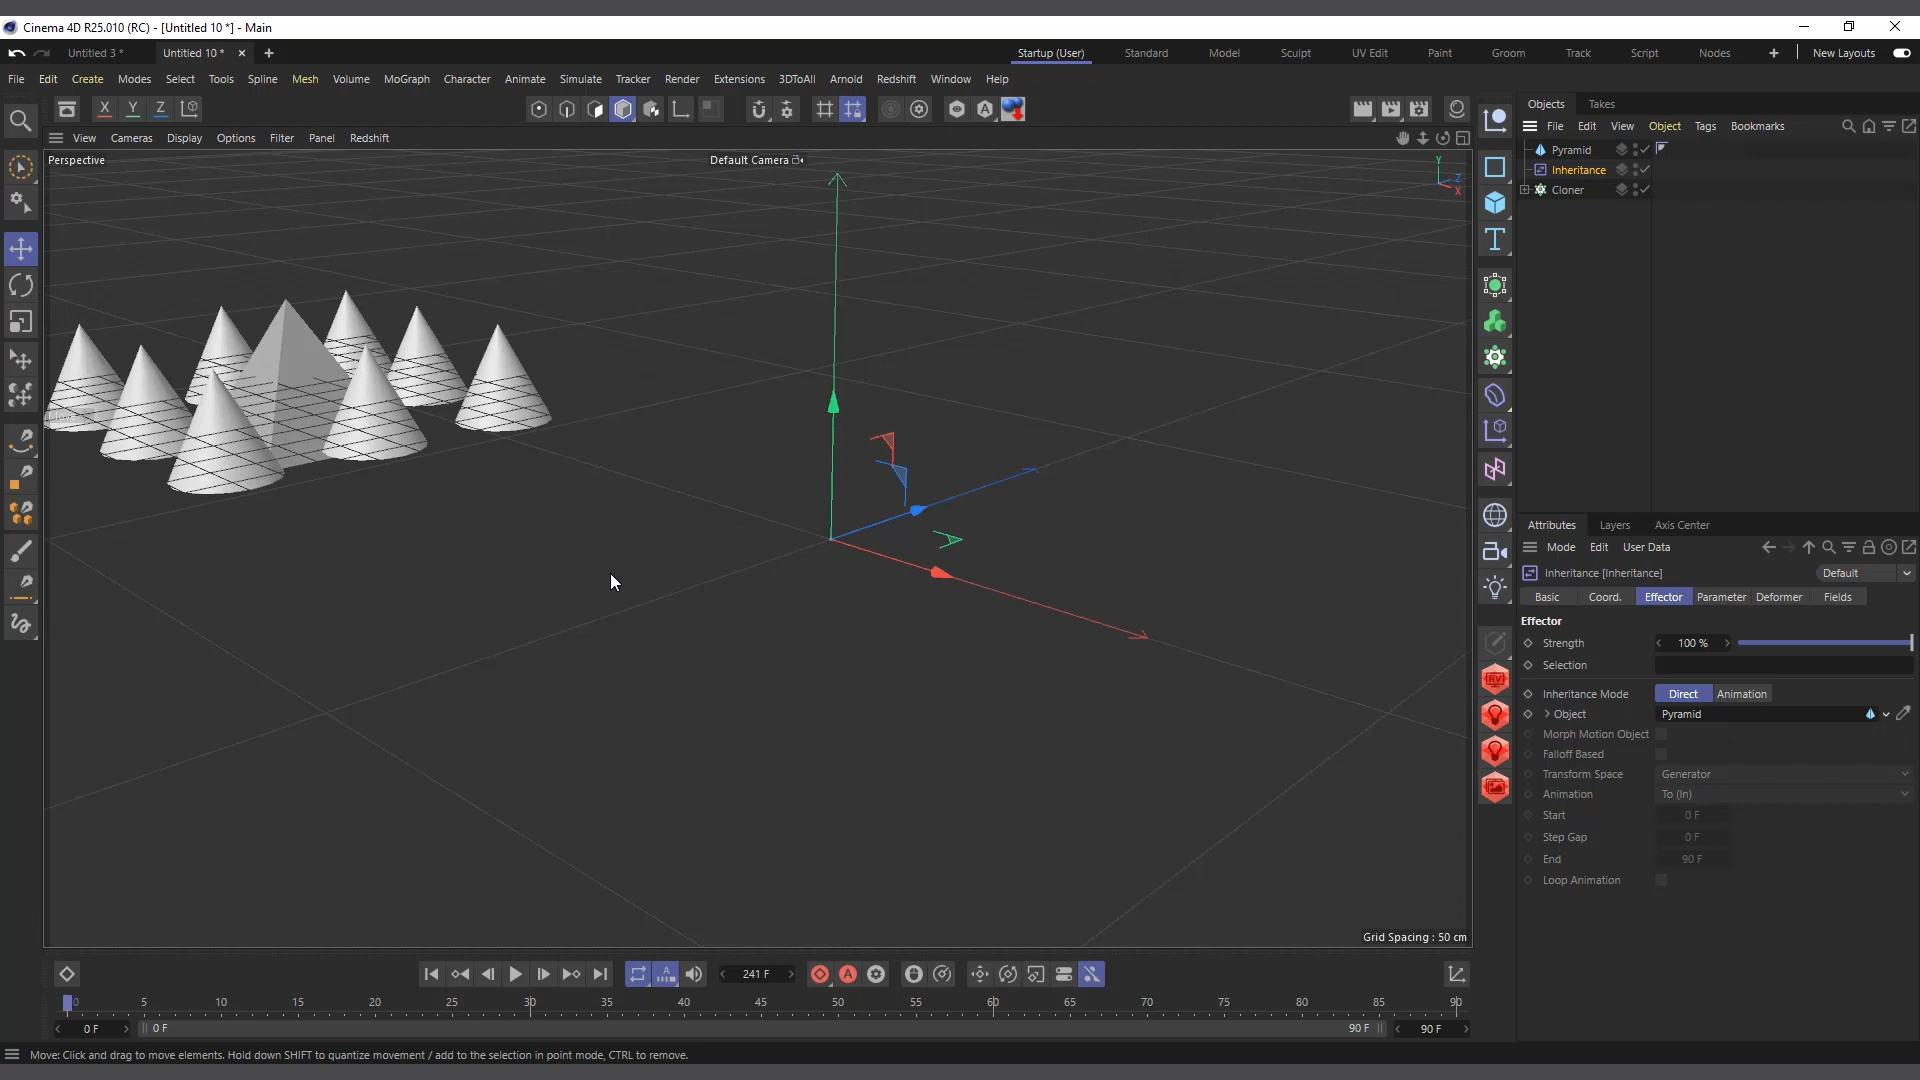 Cinema 4D R25.010 (RC) - [Untitled 10 *] - Main
Untitled 3 *
Untitled 10 *
Startup (User)
Standard
Model
Sculpt
UV Edit
Paint
Groom
Track
Script
Nodes
New Layouts
File Edit Create Modes Select Tools Spline Mesh Volume MoGraph Character Animate Simulate Tracker Render Extensions 3DToAll Arnold Redshift Window Help
X Y Z
View Cameras Display Options Filter Panel Redshift
Perspective
Default Camera
Y
Z
X
Grid Spacing : 50 cm
Objects Takes
File Edit View Object Tags Bookmarks
Pyramid
Inheritance
Cloner
Attributes Layers Axis Center
Mode Edit User Data
Inheritance [Inheritance]
Default
Basic Coord. Effector Parameter Deformer Fields
Effector
Strength 100 %
Selection
Inheritance Mode Direct Animation
Object Pyramid
Morph Motion Object
Falloff Based
Transform Space Generator
Animation To (In)
Start 0 F
Step Gap 0 F
End 90 F
Loop Animation
RV
241 F
0 5 10 15 20 25 30 35 40 45 50 55 60 65 70 75 80 85 90
0 F
0 F
90 F
90 F
Move: Click and drag to move elements. Hold down SHIFT to quantize movement / add to the selection in point mode, CTRL to remove.